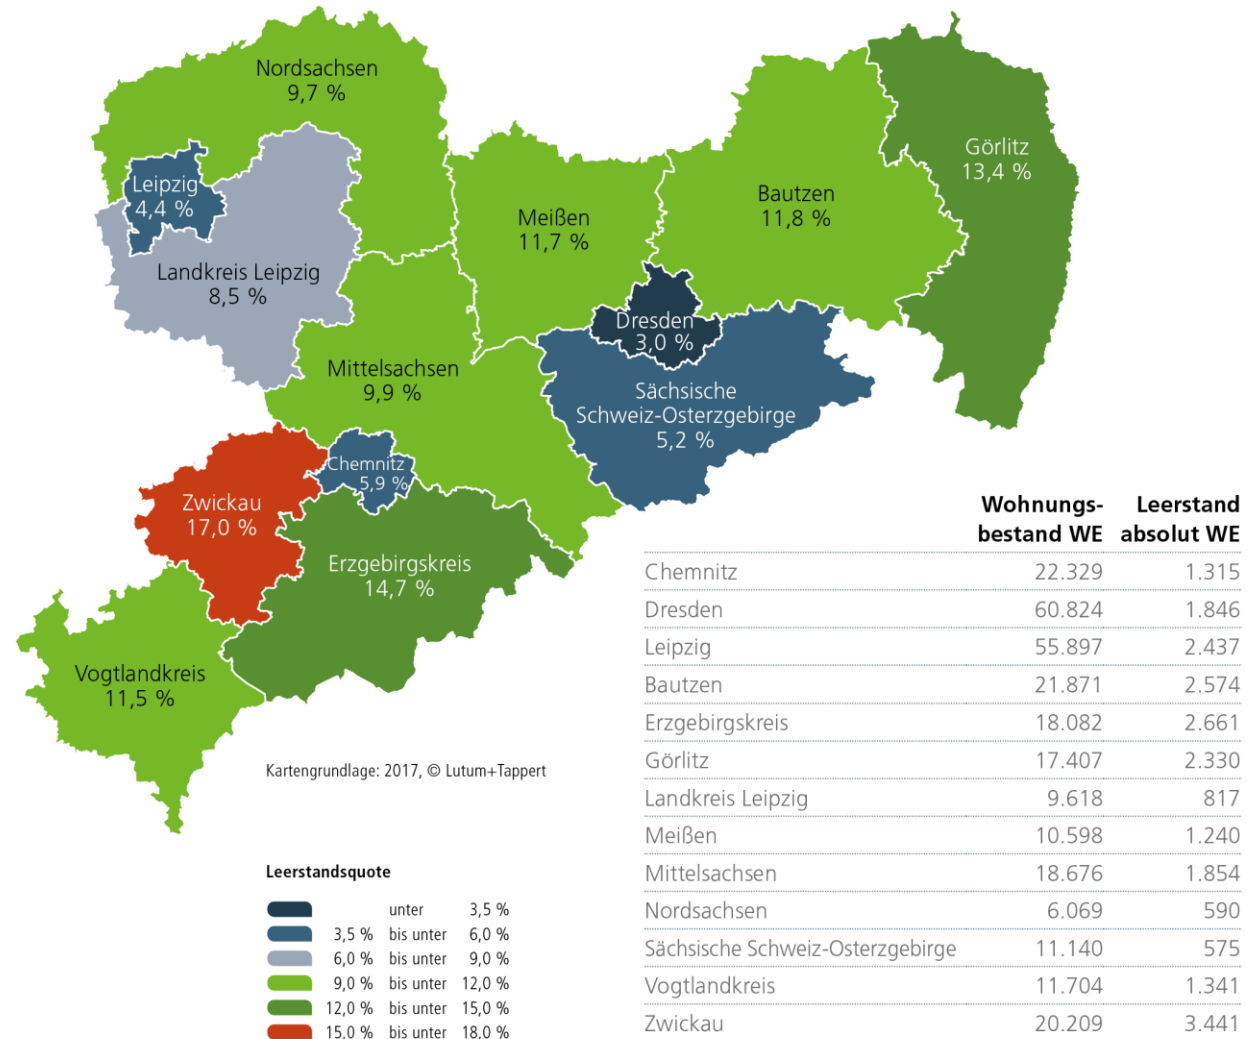 Nordsachsen
9,7 %
Görlitz
13,4 %
Leipzig
4,4 %
Bautzen
11,8 %
Meißen
11,7 %
Landkreis Leipzig
8,5 %
Dresden
3,0 %
Mittelsachsen
9,9 %
Sächsische
Schweiz-Osterzgebirge
5,2 %
Chemnitz
5,9 %
Zwickau
17,0 %
Erzgebirgskreis
14,7 %
Vogtlandkreis
11,5 %
Kartengrundlage: 2017, © Lutum+Tappert
Leerstandsquote
unter 3,5 %
3,5 % bis unter 6,0 %
6,0 % bis unter 9,0 %
9,0 % bis unter 12,0 %
12,0 % bis unter 15,0 %
15,0 % bis unter 18,0 %
Wohnungs- Leerstand
bestand WE absolut WE
Chemnitz 22.329 1.315
Dresden 60.824 1.846
Leipzig 55.897 2.437
Bautzen 21.871 2.574
Erzgebirgskreis 18.082 2.661
Görlitz 17.407 2.330
Landkreis Leipzig 9.618 817
Meißen 10.598 1.240
Mittelsachsen 18.676 1.854
Nordsachsen 6.069 590
Sächsische Schweiz-Osterzgebirge 11.140 575
Vogtlandkreis 11.704 1.341
Zwickau 20.209 3.441